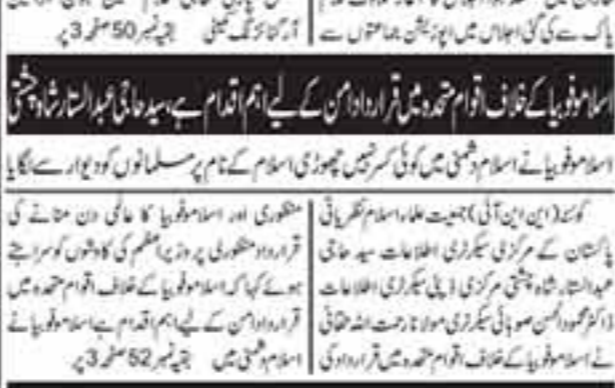 پاک سے کی گئی اجلاس میں اپوزیشن جماعتوں سے
آرگنائزنگ کمیٹی بقیہ نمبر 50 صفحہ 3 پر
اسلاموفوبیا کے خلاف اقوام متحدہ میں قرارداد امن کے لیے اہم اقدام ہے، سید حاجی عبدالستار شاہ چشتی
اسلاموفوبیا نے اسلام دشمنی میں کوئی کسر نہیں چھوڑی اسلام کے نام پر مسلمانوں کو دیوار سے لگایا
کوئٹہ (این این آئی) جمعیت علماء اسلام نظریاتی
پاکستان کے مرکزی سیکرٹری اطلاعات سید حاجی
عبدالستار شاہ چشتی مرکزی ڈپٹی سیکرٹری اطلاعات
ڈاکٹر محمود الحسن صوبائی سیکرٹری مولانا رحمت اللہ حقانی
نے اسلاموفوبیا کے خلاف اقوام متحدہ میں قرارداد کی
منظوری اور اسلاموفوبیا کا عالمی دن منانے کی
قرارداد منظوری پر وزیراعظم کی کاوشوں کو سراہتے
ہوئے کہا کہ اسلاموفوبیا کے خلاف اقوام متحدہ میں
قرارداد امن کے لیے اہم اقدام ہے اسلاموفوبیا نے
اسلام دشمنی میں بقیہ نمبر 52 صفحہ 3 پر